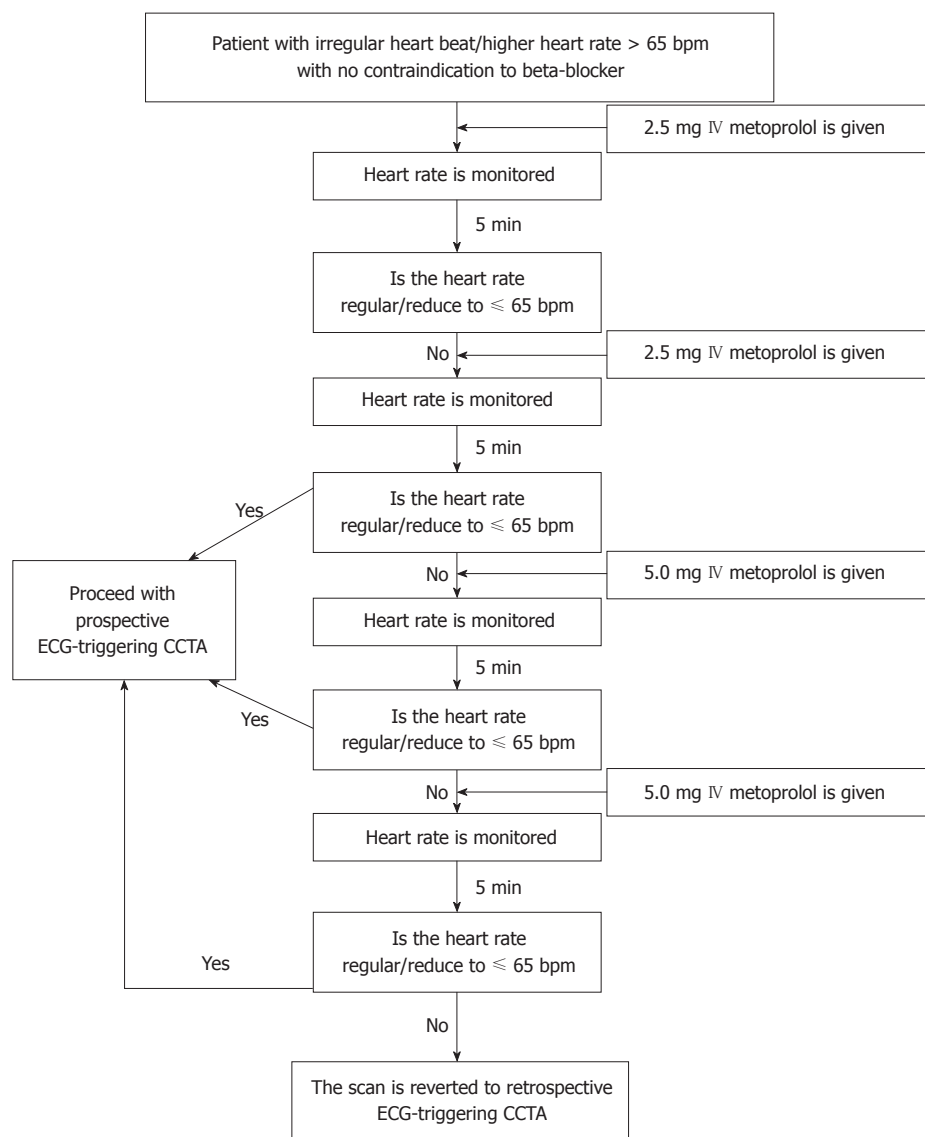 Patient with irregular heart beat/higher heart rate > 65 bpm
with no contraindication to beta-blocker
2.5 mg Ⅳ metoprolol is given
Heart rate is monitored
5 min
Is the heart rate
regular/reduce to ≤ 65 bpm
No
2.5 mg Ⅳ metoprolol is given
Heart rate is monitored
5 min
Is the heart rate
regular/reduce to ≤ 65 bpm
Yes
No
5.0 mg Ⅳ metoprolol is given
Proceed with
prospective
ECG-triggering CCTA
Heart rate is monitored
5 min
Is the heart rate
regular/reduce to ≤ 65 bpm
Yes
No
5.0 mg Ⅳ metoprolol is given
Heart rate is monitored
5 min
Is the heart rate
regular/reduce to ≤ 65 bpm
Yes
No
The scan is reverted to retrospective
ECG-triggering CCTA